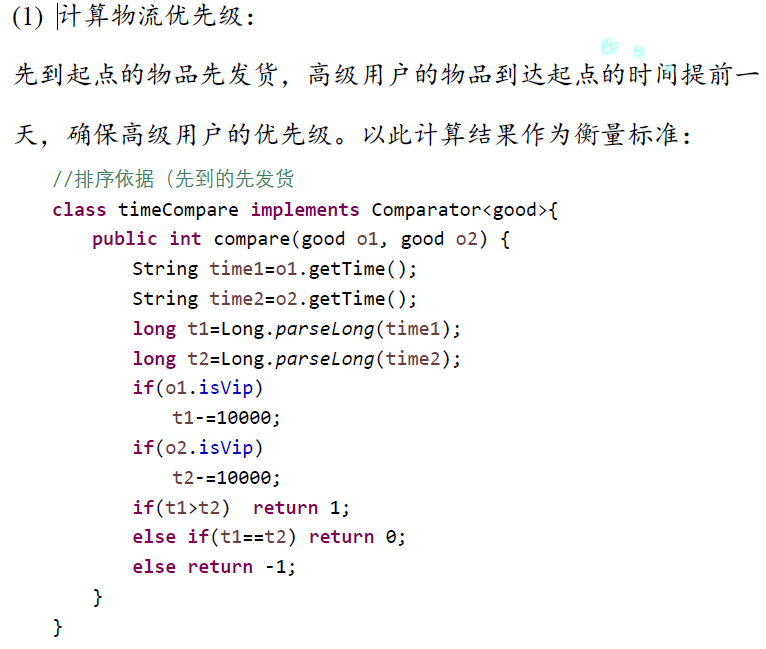 (1) 计算物流优先级：
先到起点的物品先发货，高级用户的物品到达起点的时间提前一
天，确保高级用户的优先级。以此计算结果作为衡量标准：
//排序依据（先到的先发货
class timeCompare implements Comparator<good>{
public int compare(good o1, good o2) {
String time1=o1.getTime();
String time2=o2.getTime();
long t1=Long.parseLong(time1);
long t2=Long.parseLong(time2);
if(o1.isVip)
t1-=10000;
if(o2.isVip)
t2-=10000;
if(t1>t2)  return 1;
else if(t1==t2) return 0;
else return -1;
}
}